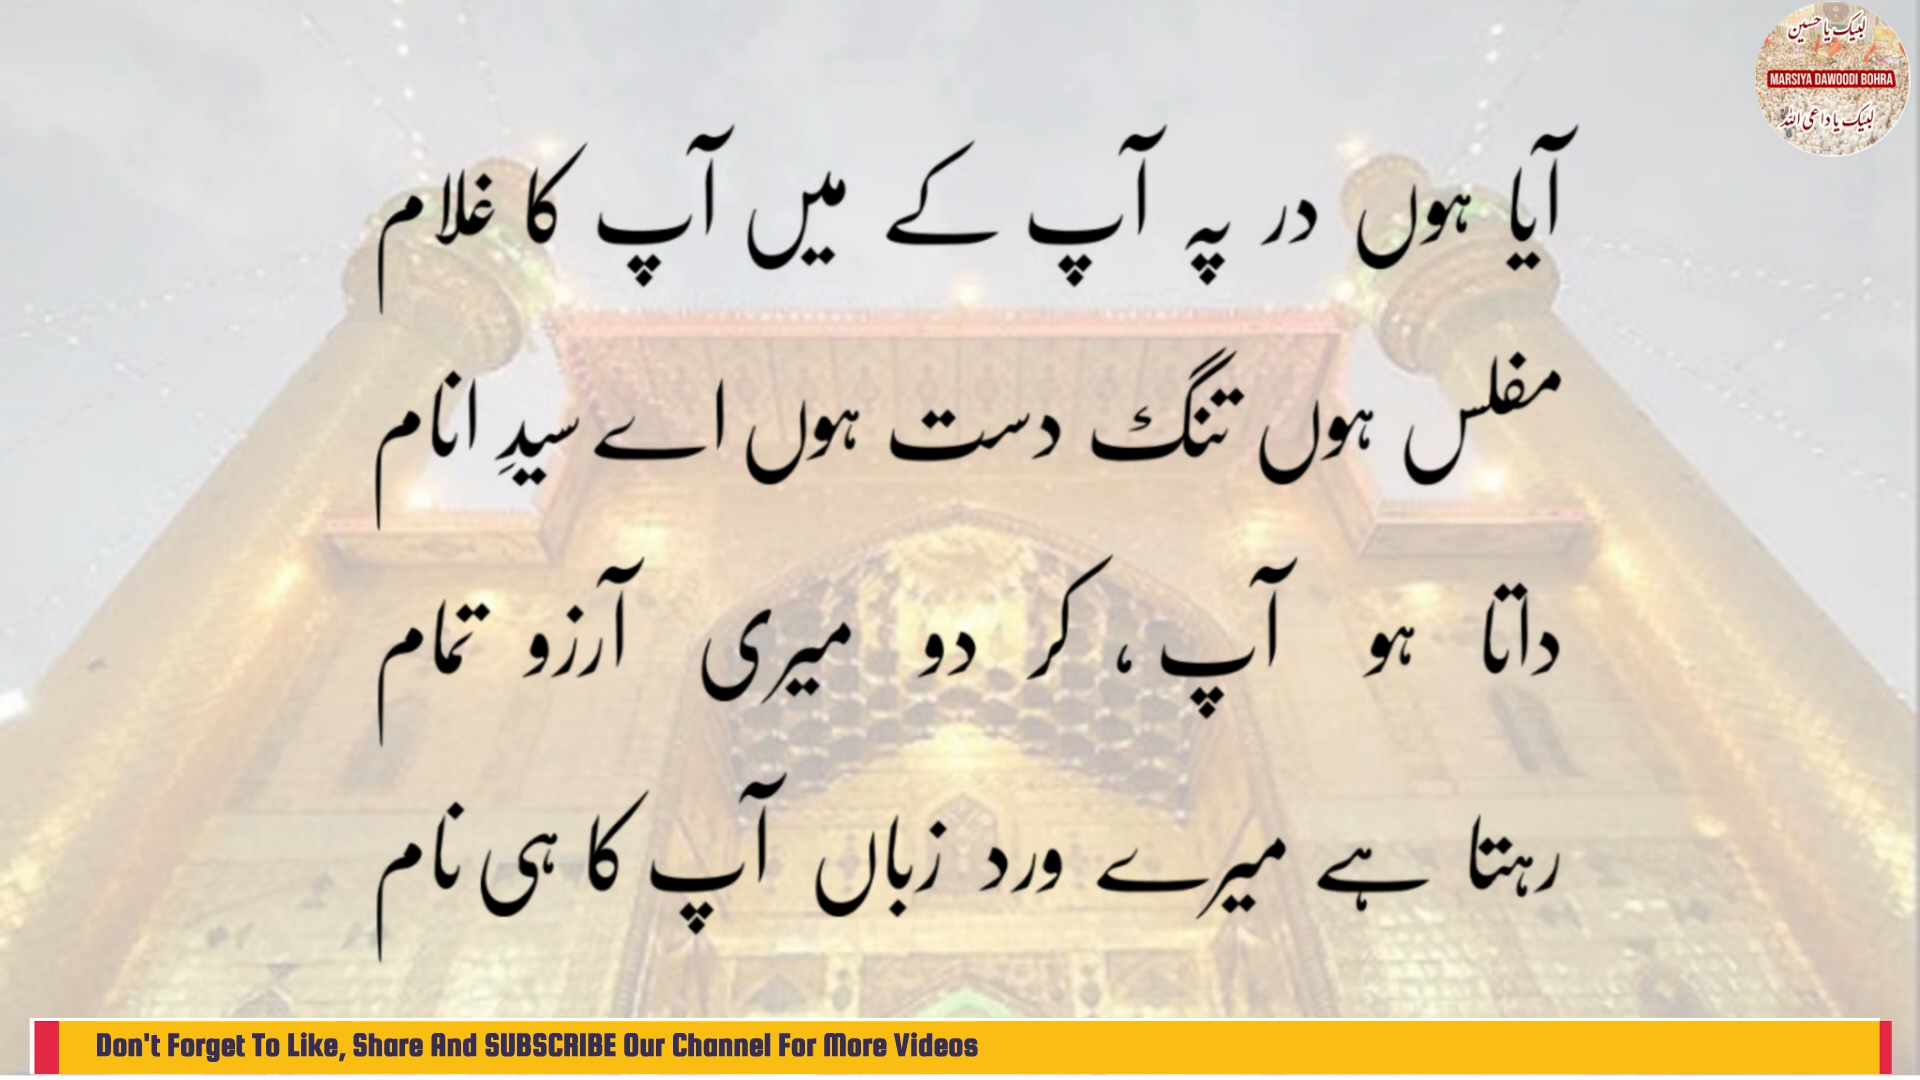 لبیک یا حسین
MARSIYA DAWOODI BOHRA
لبیک یا داعی اللہ
آیا ہوں در پہ آپ کے میں آپ کا غلام
مفلس ہوں تنگ دست ہوں اے سیدِ انام
داتا ہو آپ ، کر دو میری آرزو تمام
رہتا ہے میرے ورد زباں آپ کا ہی نام
Don't Forget To Like, Share And SUBSCRIBE Our Channel For More Videos